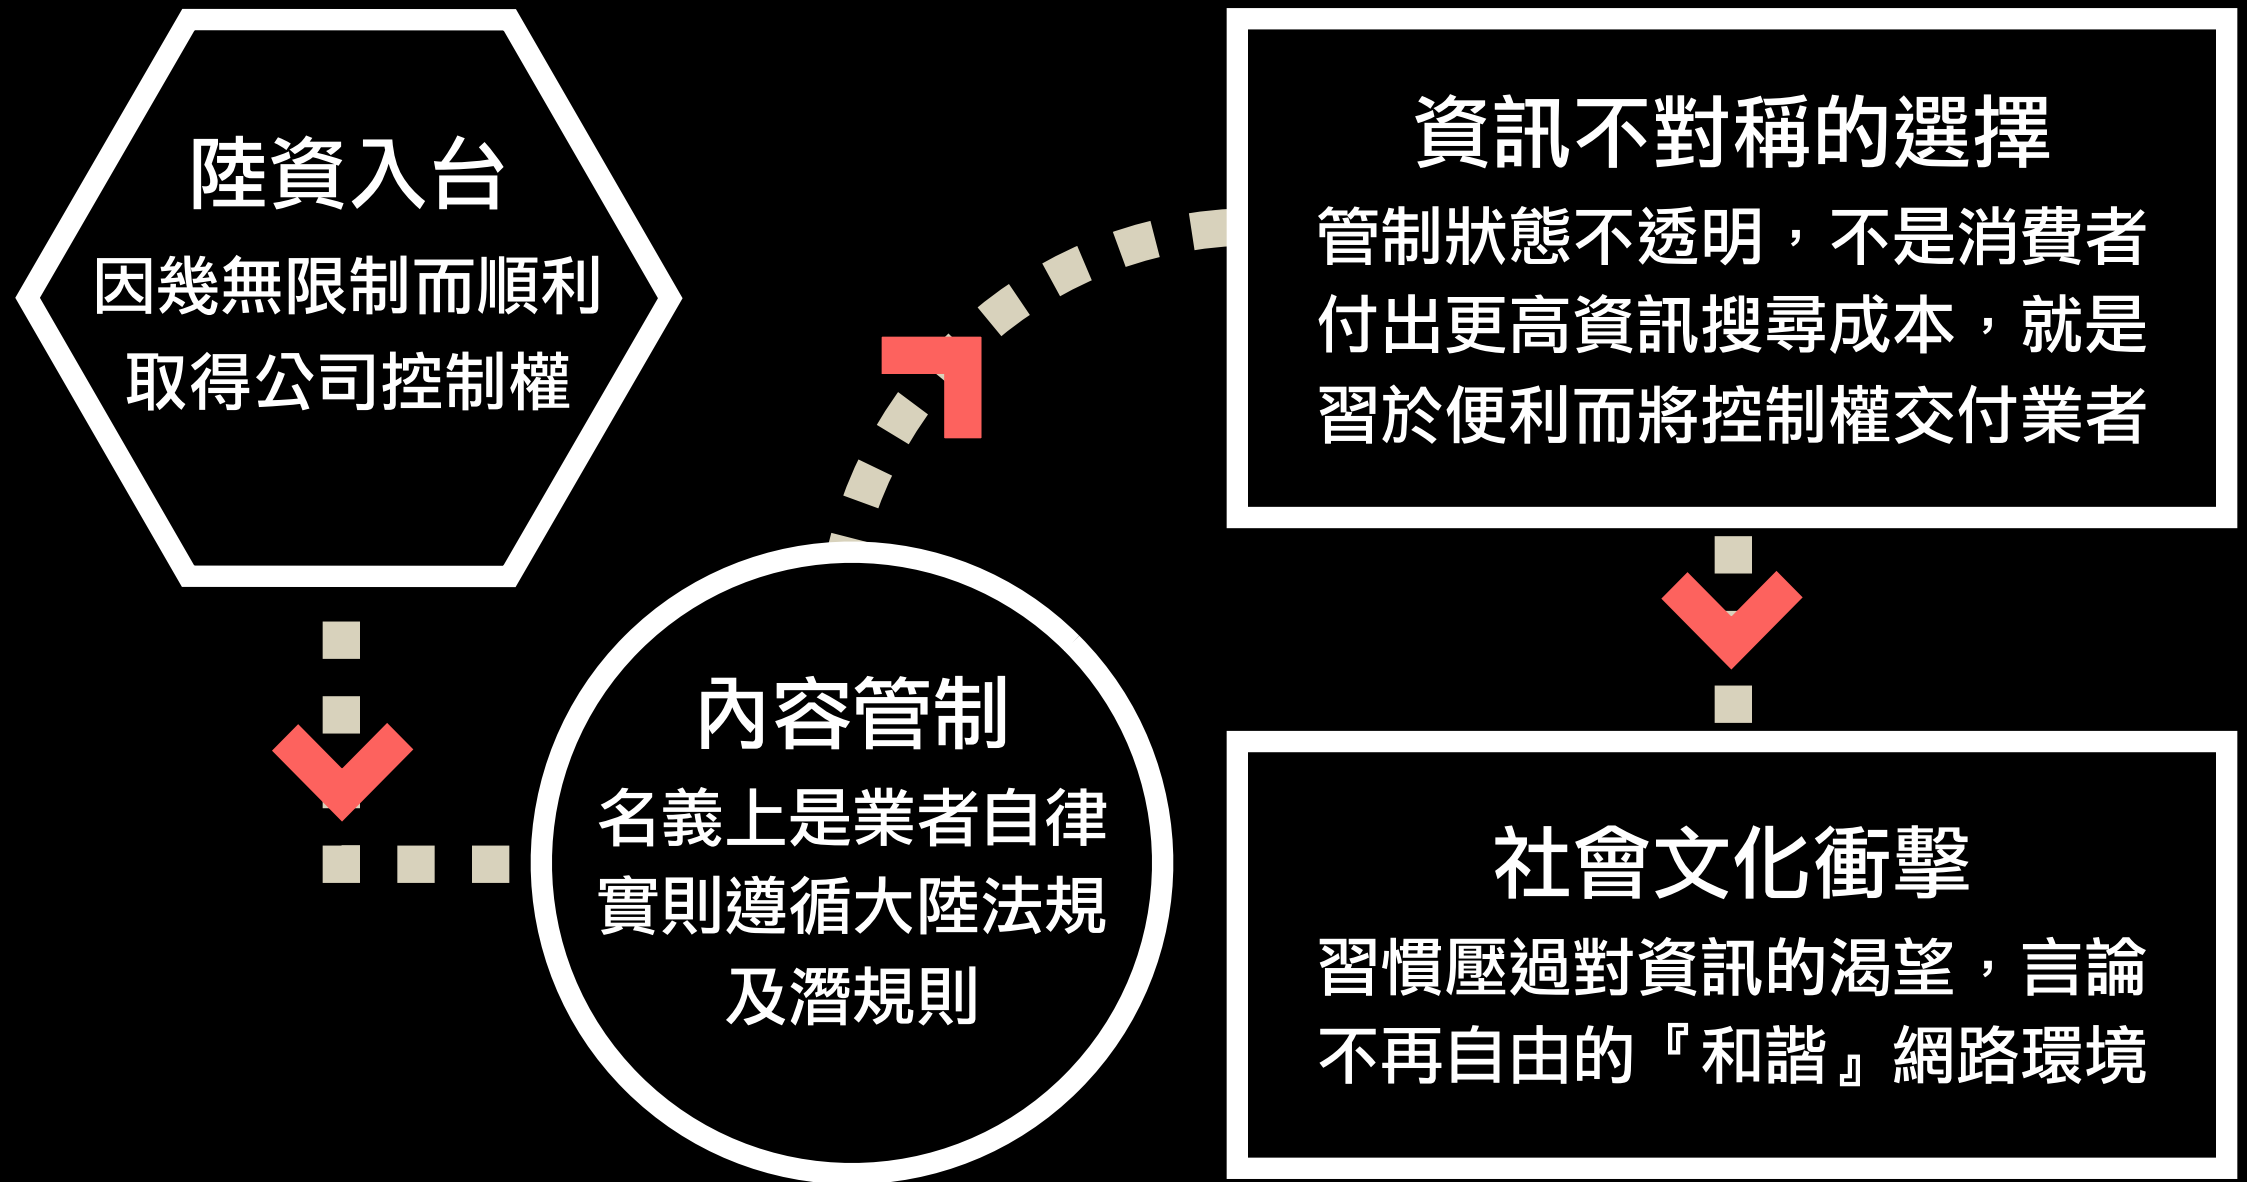 陸資入台
因幾無限制而順利
取得公司控制權
內容管制
名義上是業者自律
實則遵循大陸法規
及潛規則
資訊不對稱的選擇
管制狀態不透明，不是消費者
付出更高資訊搜尋成本，就是
習於便利而將控制權交付業者
社會文化衝擊
習慣壓過對資訊的渴望，言論
不再自由的『和諧』網路環境